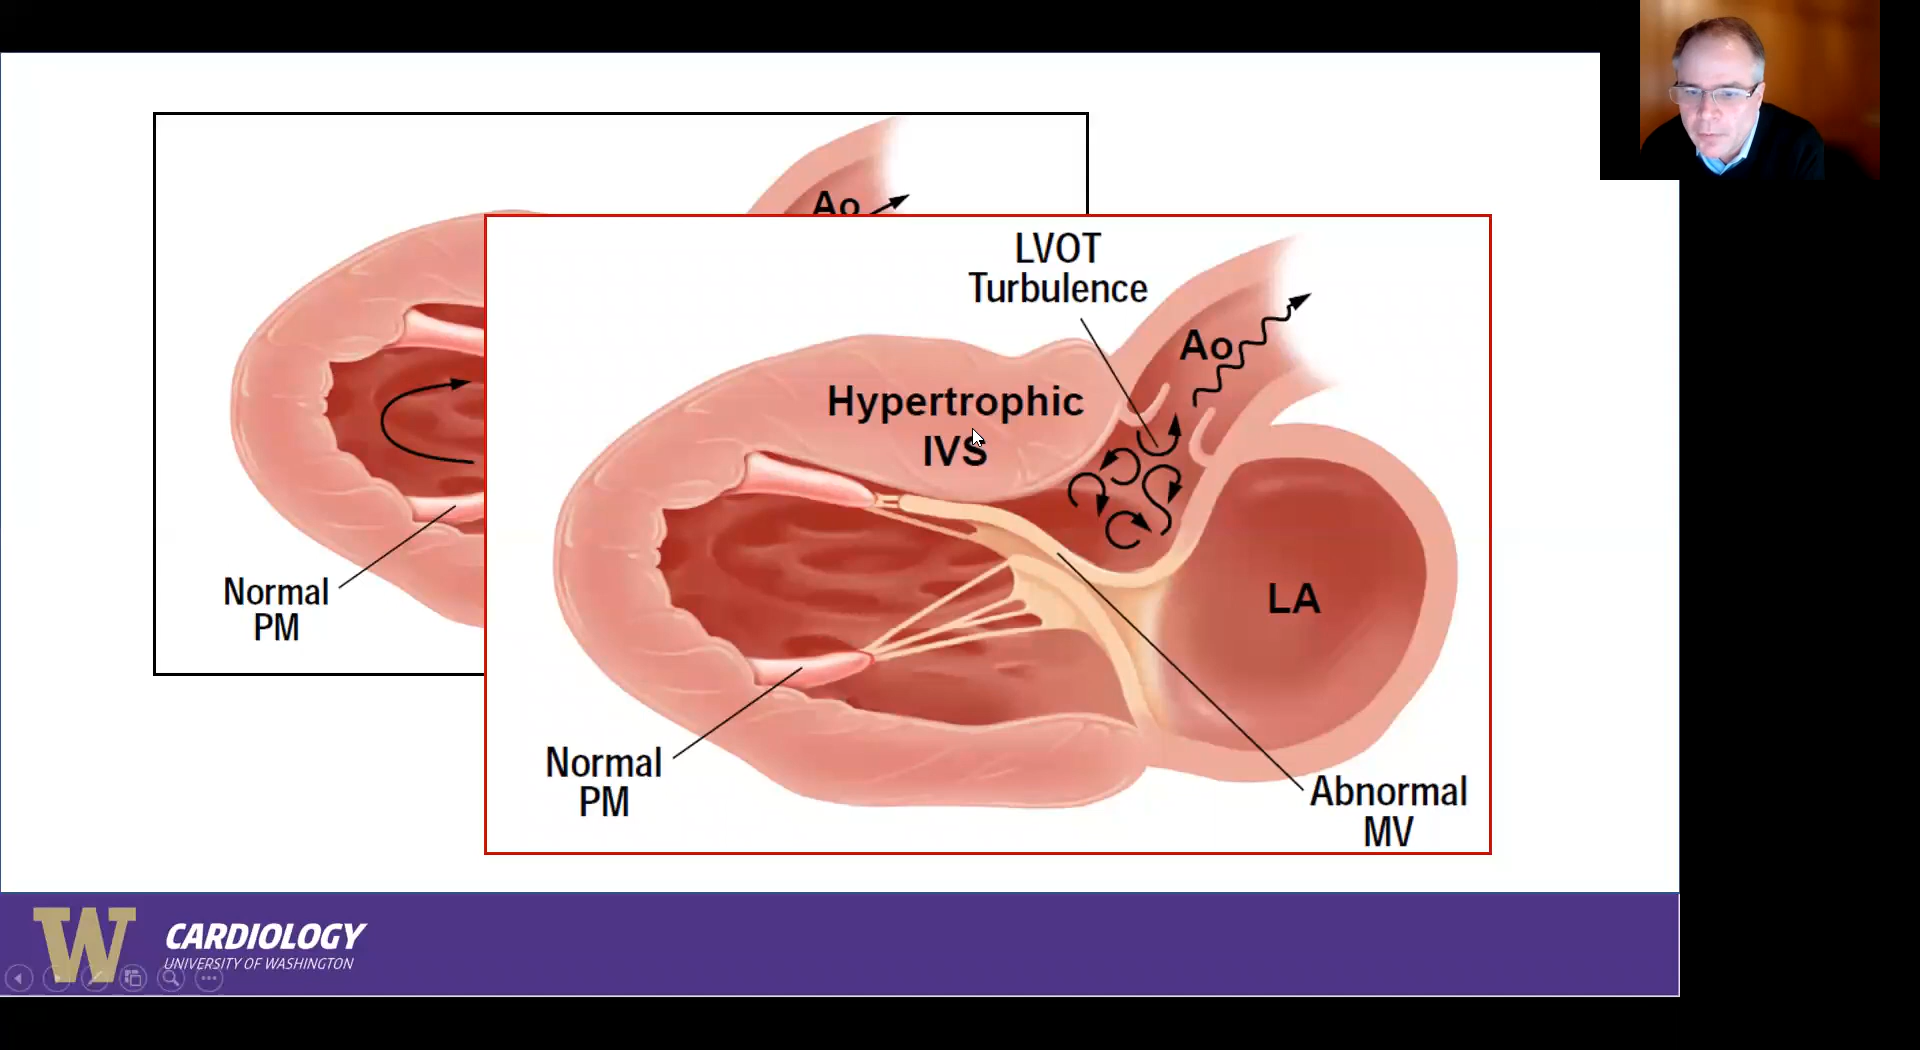 Ao
Normal
PM
LVOT
Turbulence
Ao
Hypertrophic
IVS
LA
Normal
PM
Abnormal
MV
W
CARDIOLOGY
UNIVERSITY OF WASHINGTON